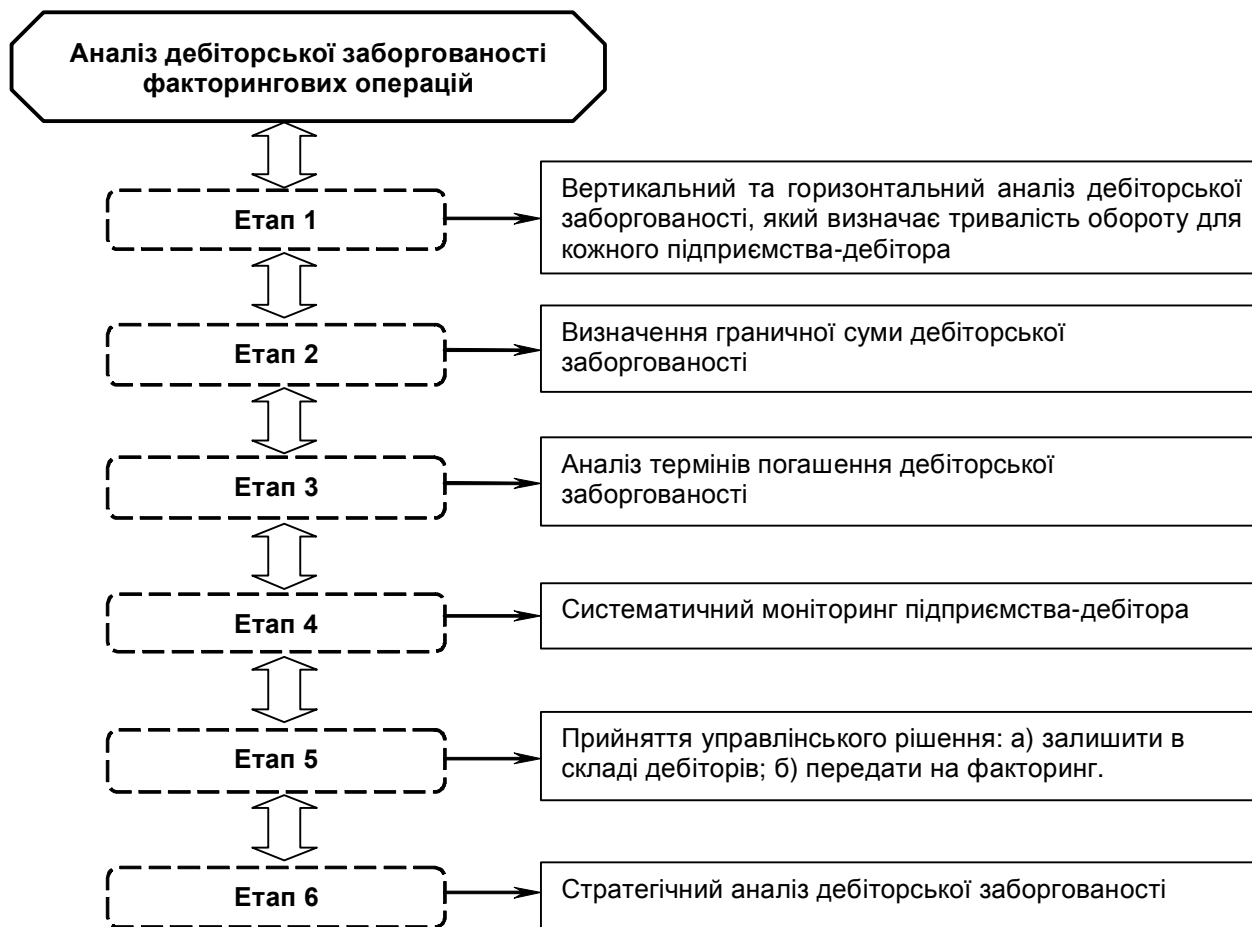 Аналіз дебіторської заборгованості
факторингових операцій
Етап 1
Вертикальний та горизонтальний аналіз дебіторської
заборгованості, який визначає тривалість обороту для
кожного підприємства-дебітора
Етап 2
Визначення граничної суми дебіторської
заборгованості
Етап 3
Аналіз термінів погашення дебіторської
заборгованості
Етап 4
Систематичний моніторинг підприємства-дебітора
Етап 5
Прийняття управлінського рішення: а) залишити в
складі дебіторів; б) передати на факторинг.
Етап 6
Стратегічний аналіз дебіторської заборгованості